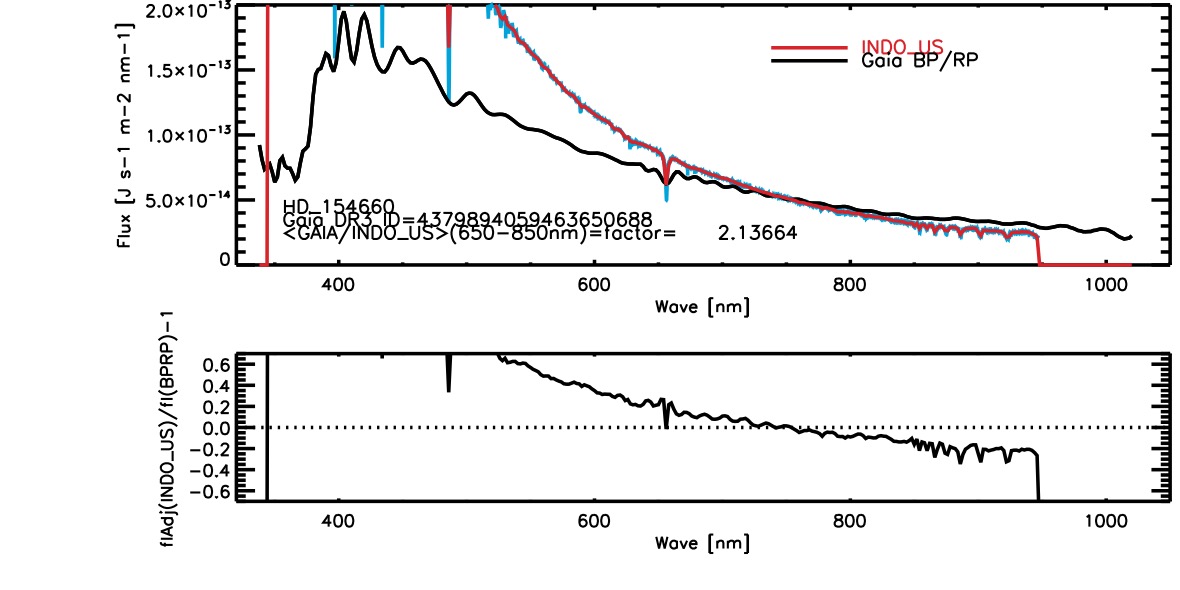 2.0×10−13
1.5×10−13
1.0×10−13
5.0×10−14
0
Flux [J s−1 m−2 nm−1]
INDO_US
Gaia BP/RP
HD_154660
Gaia DR3 ID=4379894059463650688
<GAIA/INDO_US>(650−850nm)=factor= 2.13664
400 600 800 1000
Wave [nm]
flAdj(INDO_US)/fl(BPRP)−1
0.6
0.4
0.2
0.0
−0.2
−0.4
−0.6
400 600 800 1000
Wave [nm]